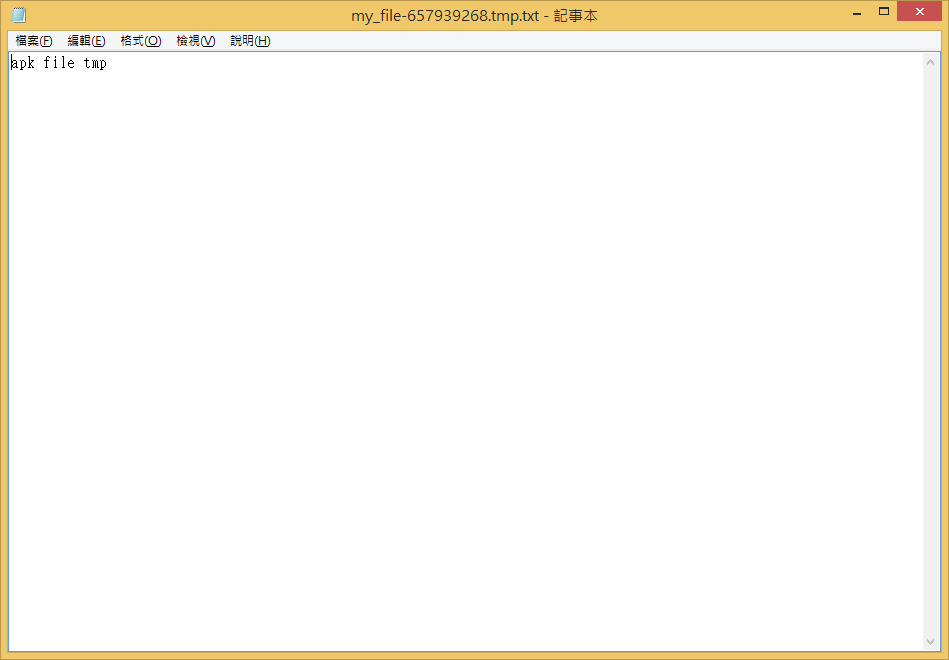 my_file-657939268.tmp.txt - 記事本
檔案(F) 編輯(E) 格式(O) 檢視(V) 說明(H)
apk file tmp